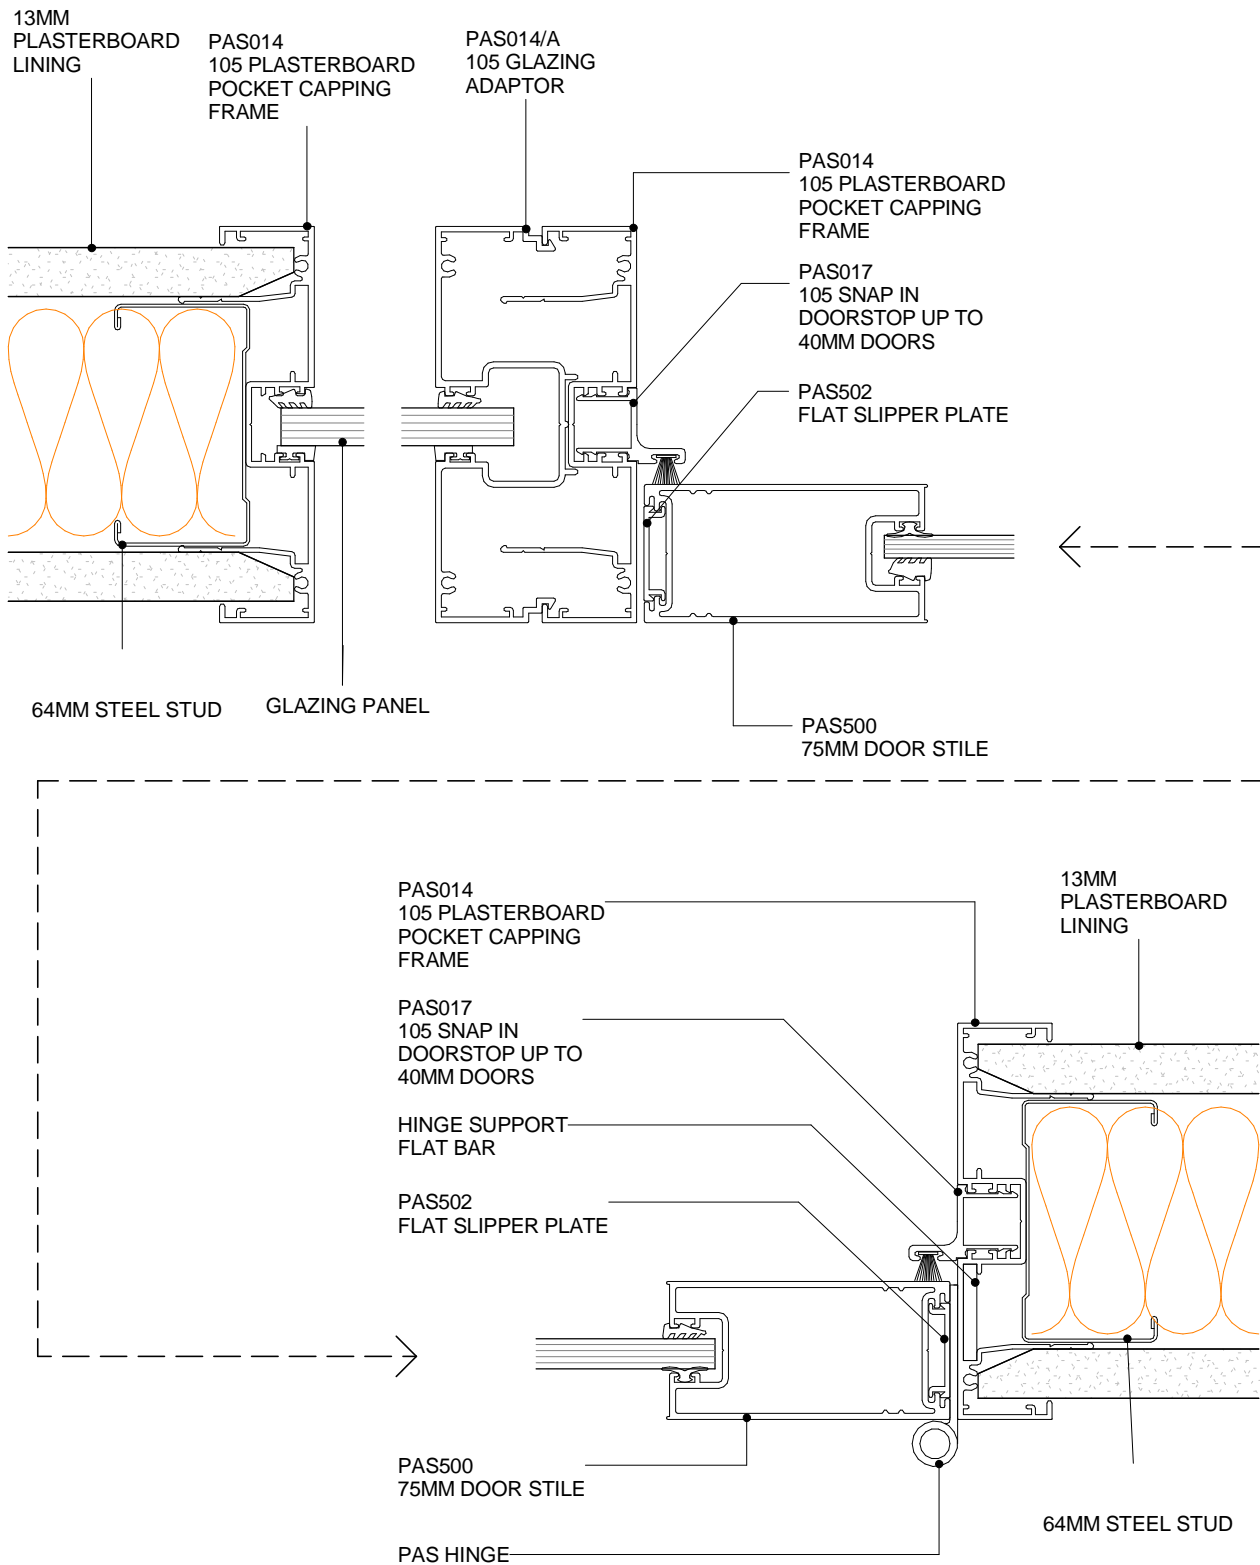 13MM
PLASTERBOARD
LINING
PAS014
105 PLASTERBOARD
POCKET CAPPING
FRAME
PAS014/A
105 GLAZING
ADAPTOR
PAS014
105 PLASTERBOARD
POCKET CAPPING
FRAME
PAS017
105 SNAP IN
DOORSTOP UP TO
40MM DOORS
PAS502
FLAT SLIPPER PLATE
64MM STEEL STUD
GLAZING PANEL
PAS500
75MM DOOR STILE
PAS014
105 PLASTERBOARD
POCKET CAPPING
FRAME
13MM
PLASTERBOARD
LINING
PAS017
105 SNAP IN
DOORSTOP UP TO
40MM DOORS
HINGE SUPPORT
FLAT BAR
PAS502
FLAT SLIPPER PLATE
PAS500
75MM DOOR STILE
64MM STEEL STUD
PAS HINGE